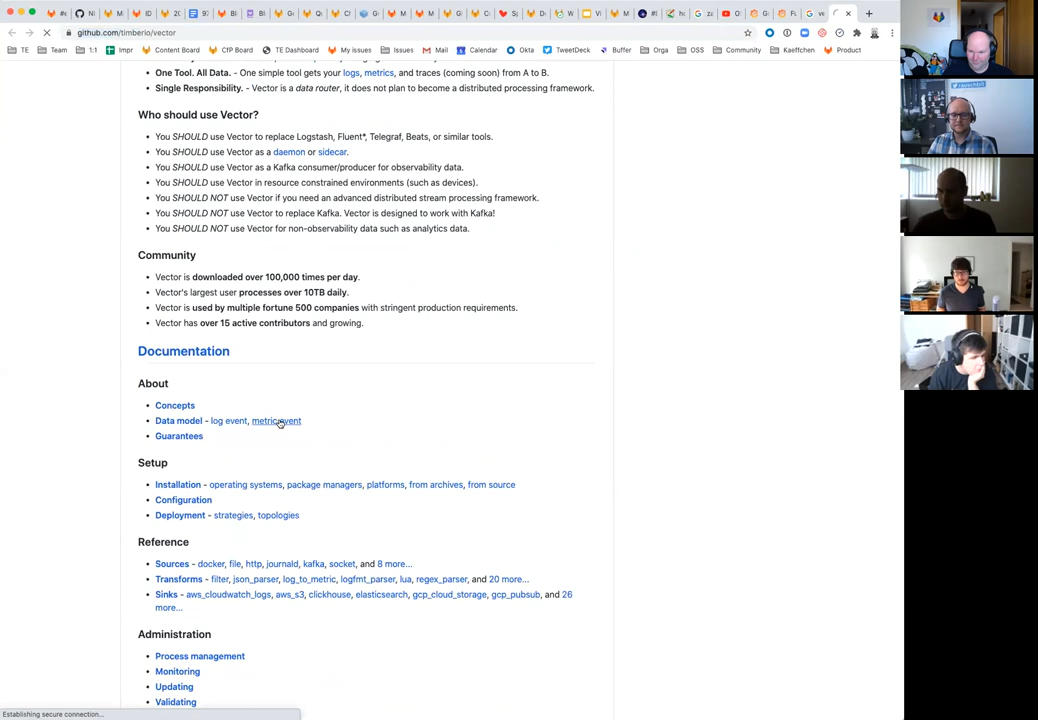 github.com/timberio/vector
TE Team 1:1 Impr Content Board CfP Board TE Dashboard My issues Issues Mail Calendar Okta TweetDeck Buffer Orga OSS Community Kaeffchen Product
One Tool. All Data. - One simple tool gets your logs, metrics, and traces (coming soon) from A to B.
Single Responsibility. - Vector is a data router, it does not plan to become a distributed processing framework.
Who should use Vector?
You SHOULD use Vector to replace Logstash, Fluent*, Telegraf, Beats, or similar tools.
You SHOULD use Vector as a daemon or sidecar.
You SHOULD use Vector as a Kafka consumer/producer for observability data.
You SHOULD use Vector in resource constrained environments (such as devices).
You SHOULD NOT use Vector if you need an advanced distributed stream processing framework.
You SHOULD NOT use Vector to replace Kafka. Vector is designed to work with Kafka!
You SHOULD NOT use Vector for non-observability data such as analytics data.
Community
Vector is downloaded over 100,000 times per day.
Vector's largest user processes over 10TB daily.
Vector is used by multiple fortune 500 companies with stringent production requirements.
Vector has over 15 active contributors and growing.
Documentation
About
Concepts
Data model - log event, metric event
Guarantees
Setup
Installation - operating systems, package managers, platforms, from archives, from source
Configuration
Deployment - strategies, topologies
Reference
Sources - docker, file, http, journald, kafka, socket, and 8 more...
Transforms - filter, json_parser, log_to_metric, logfmt_parser, lua, regex_parser, and 20 more...
Sinks - aws_cloudwatch_logs, aws_s3, clickhouse, elasticsearch, gcp_cloud_storage, gcp_pubsub, and 26
more...
Administration
Process management
Monitoring
Updating
Validating
Establishing secure connection...